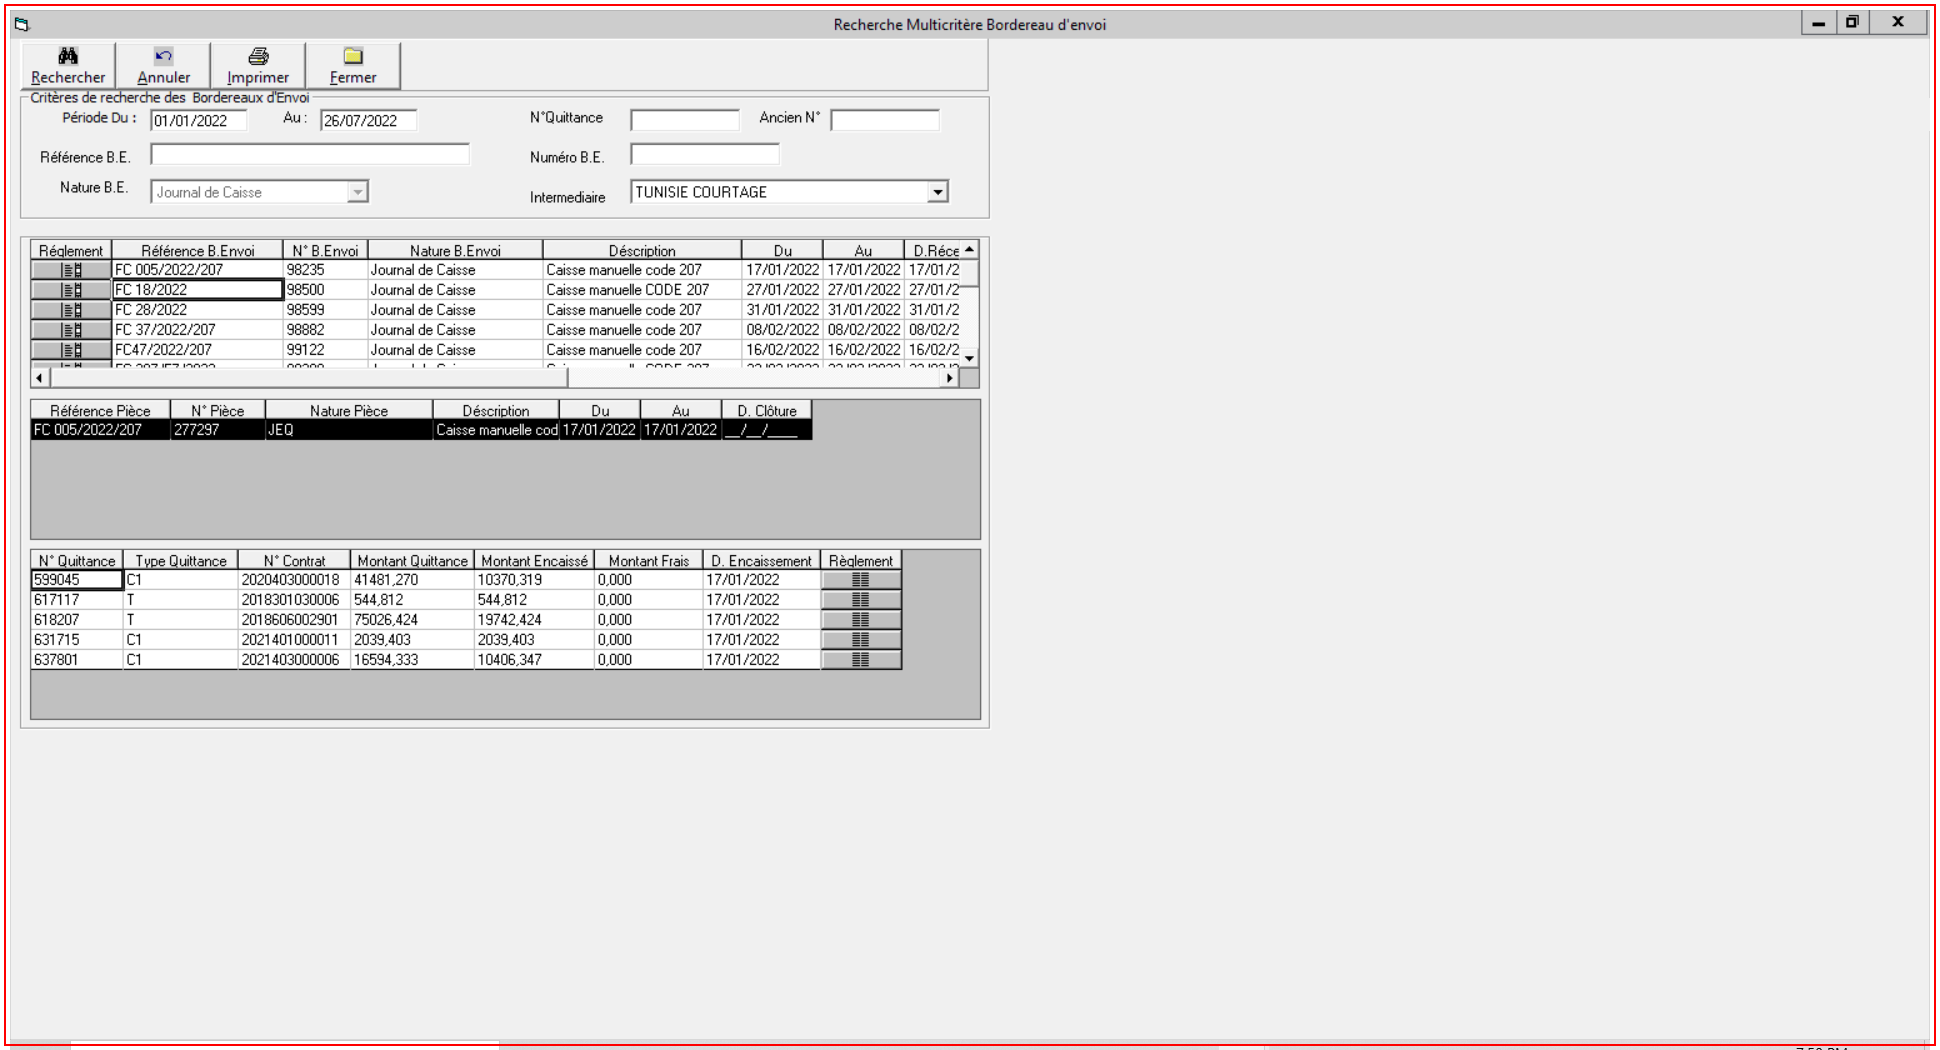 Recherche Multicritère Bordereau d'envoi
Rechercher Annuler Imprimer Fermer
Critères de recherche des Bordereaux d'Envoi
Période Du : 01/01/2022 Au : 26/07/2022 N°Quittance Ancien N°
Référence B.E. Numéro B.E.
Nature B.E. Journal de Caisse Intermediaire TUNISIE COURTAGE
Réglement Référence B.Envoi N° B.Envoi Nature B.Envoi Déscription Du Au D.Réce
FC 005/2022/207 98235 Journal de Caisse Caisse manuelle code 207 17/01/2022 17/01/2022 17/01/2
FC 18/2022 98500 Journal de Caisse Caisse manuelle CODE 207 27/01/2022 27/01/2022 27/01/2
FC 28/2022 98599 Journal de Caisse Caisse manuelle code 207 31/01/2022 31/01/2022 31/01/2
FC 37/2022/207 98882 Journal de Caisse Caisse manuelle code 207 08/02/2022 08/02/2022 08/02/2
FC47/2022/207 99122 Journal de Caisse Caisse manuelle code 207 16/02/2022 16/02/2022 16/02/2
Référence Pièce N° Pièce Nature Pièce Déscription Du Au D. Clôture
FC 005/2022/207 277297 JEQ Caisse manuelle cod 17/01/2022 17/01/2022 __/__/____
N° Quittance Type Quittance N° Contrat Montant Quittance Montant Encaissé Montant Frais D. Encaissement Règlement
599045 C1 2020403000018 41481,270 10370,319 0,000 17/01/2022
617117 T 2018301030006 544,812 544,812 0,000 17/01/2022
618207 T 2018606002901 75026,424 19742,424 0,000 17/01/2022
631715 C1 2021401000011 2039,403 2039,403 0,000 17/01/2022
637801 C1 2021403000006 16594,333 10406,347 0,000 17/01/2022